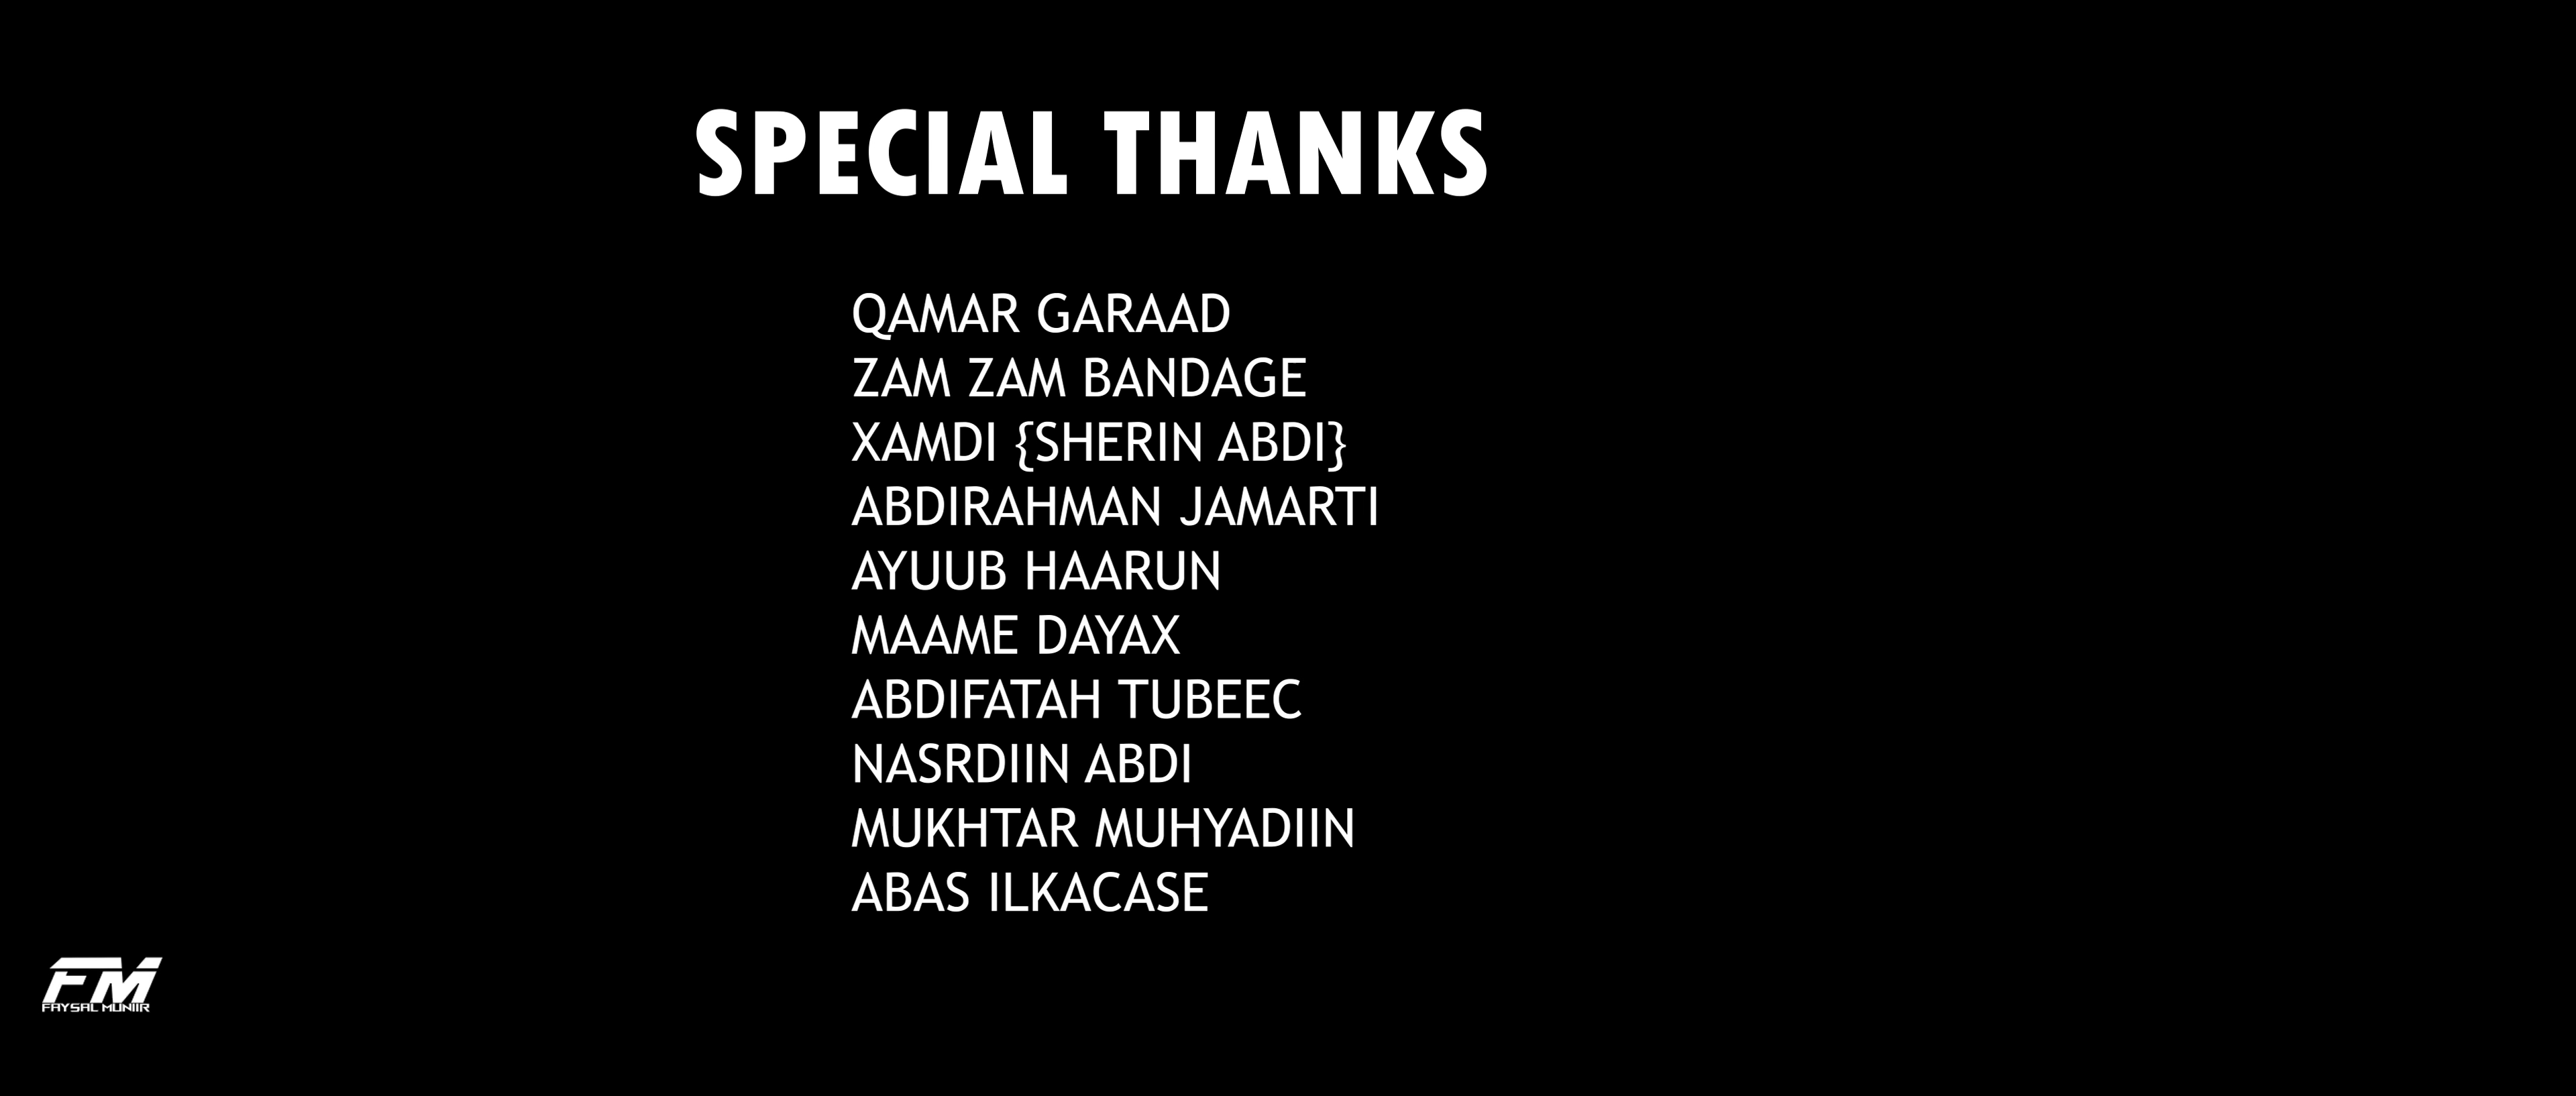 SPECIAL THANKS
QAMAR GARAAD
ZAM ZAM BANDAGE
XAMDI {SHERIN ABDI}
ABDIRAHMAN JAMARTI
AYUUB HAARUN
MAAME DAYAX
ABDIFATAH TUBEEC
NASRDIIN ABDI
MUKHTAR MUHYADIIN
ABAS ILKACASE
FM
FAYSAL MUNIIR